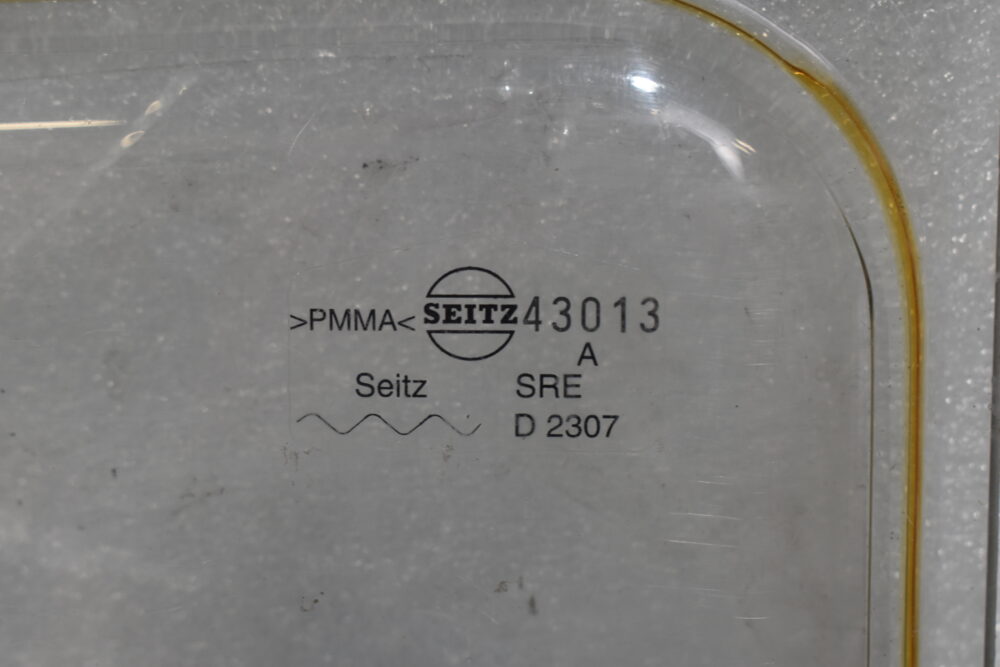 >PMMA< SEITZ 43013
A
Seitz SRE
D 2307